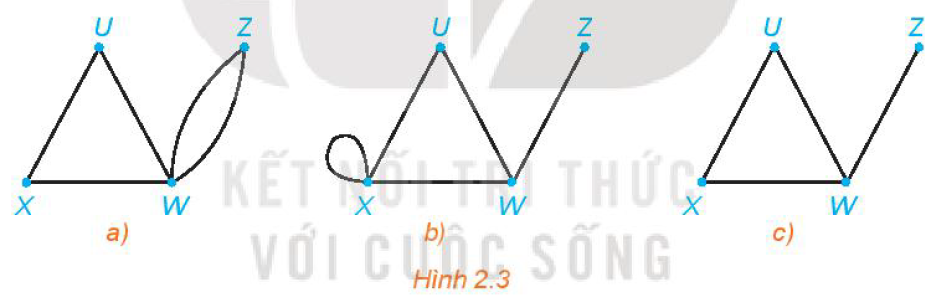 U Z U Z U Z
KẾT NỐI TRI THỨC
X W X W X W
a) b) c)
VỚI CUỘC SỐNG
Hình 2.3